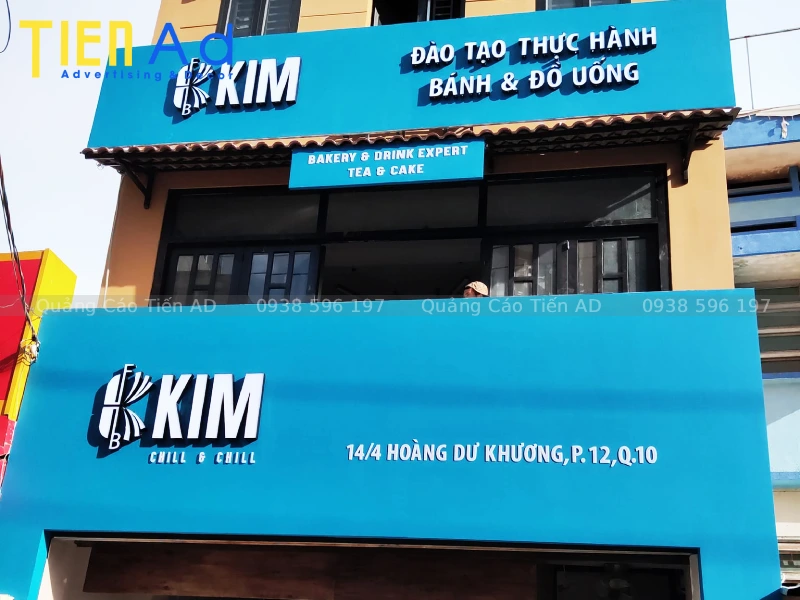 TIEN Ad
Advertising & Decor
F
B
KIM
ĐÀO TẠO THỰC HÀNH
BÁNH & ĐỒ UỐNG
BAKERY & DRINK EXPERT
TEA & CAKE
Quảng Cáo Tiến AD 0938 596 197 Quảng Cáo Tiến AD 0938 596 197
F
B
KIM
CHILL & CHILL
14/4 HOÀNG DƯ KHƯƠNG, P. 12, Q.10